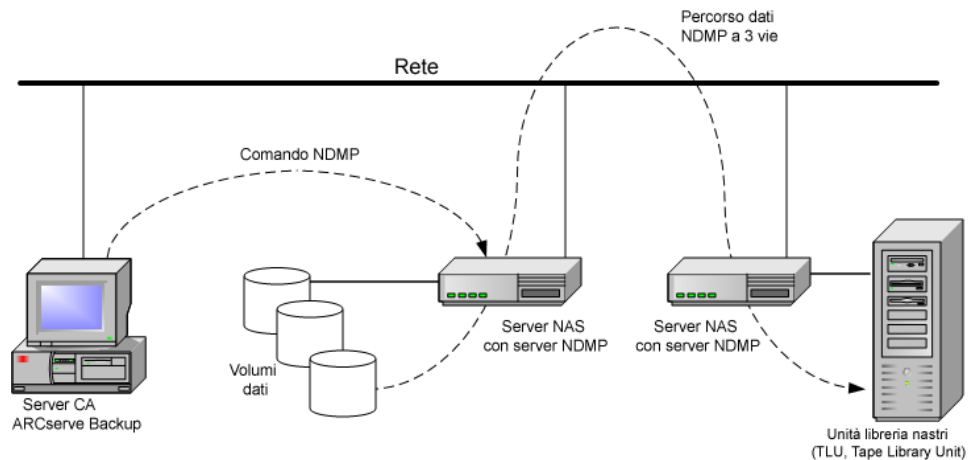 Percorso dati
NDMP a 3 vie
Rete
Comando NDMP
Server NAS
con server NDMP
Server NAS
con server NDMP
Volumi
dati
Server CA
ARCserve Backup
Unità libreria nastri
(TLU, Tape Library Unit)